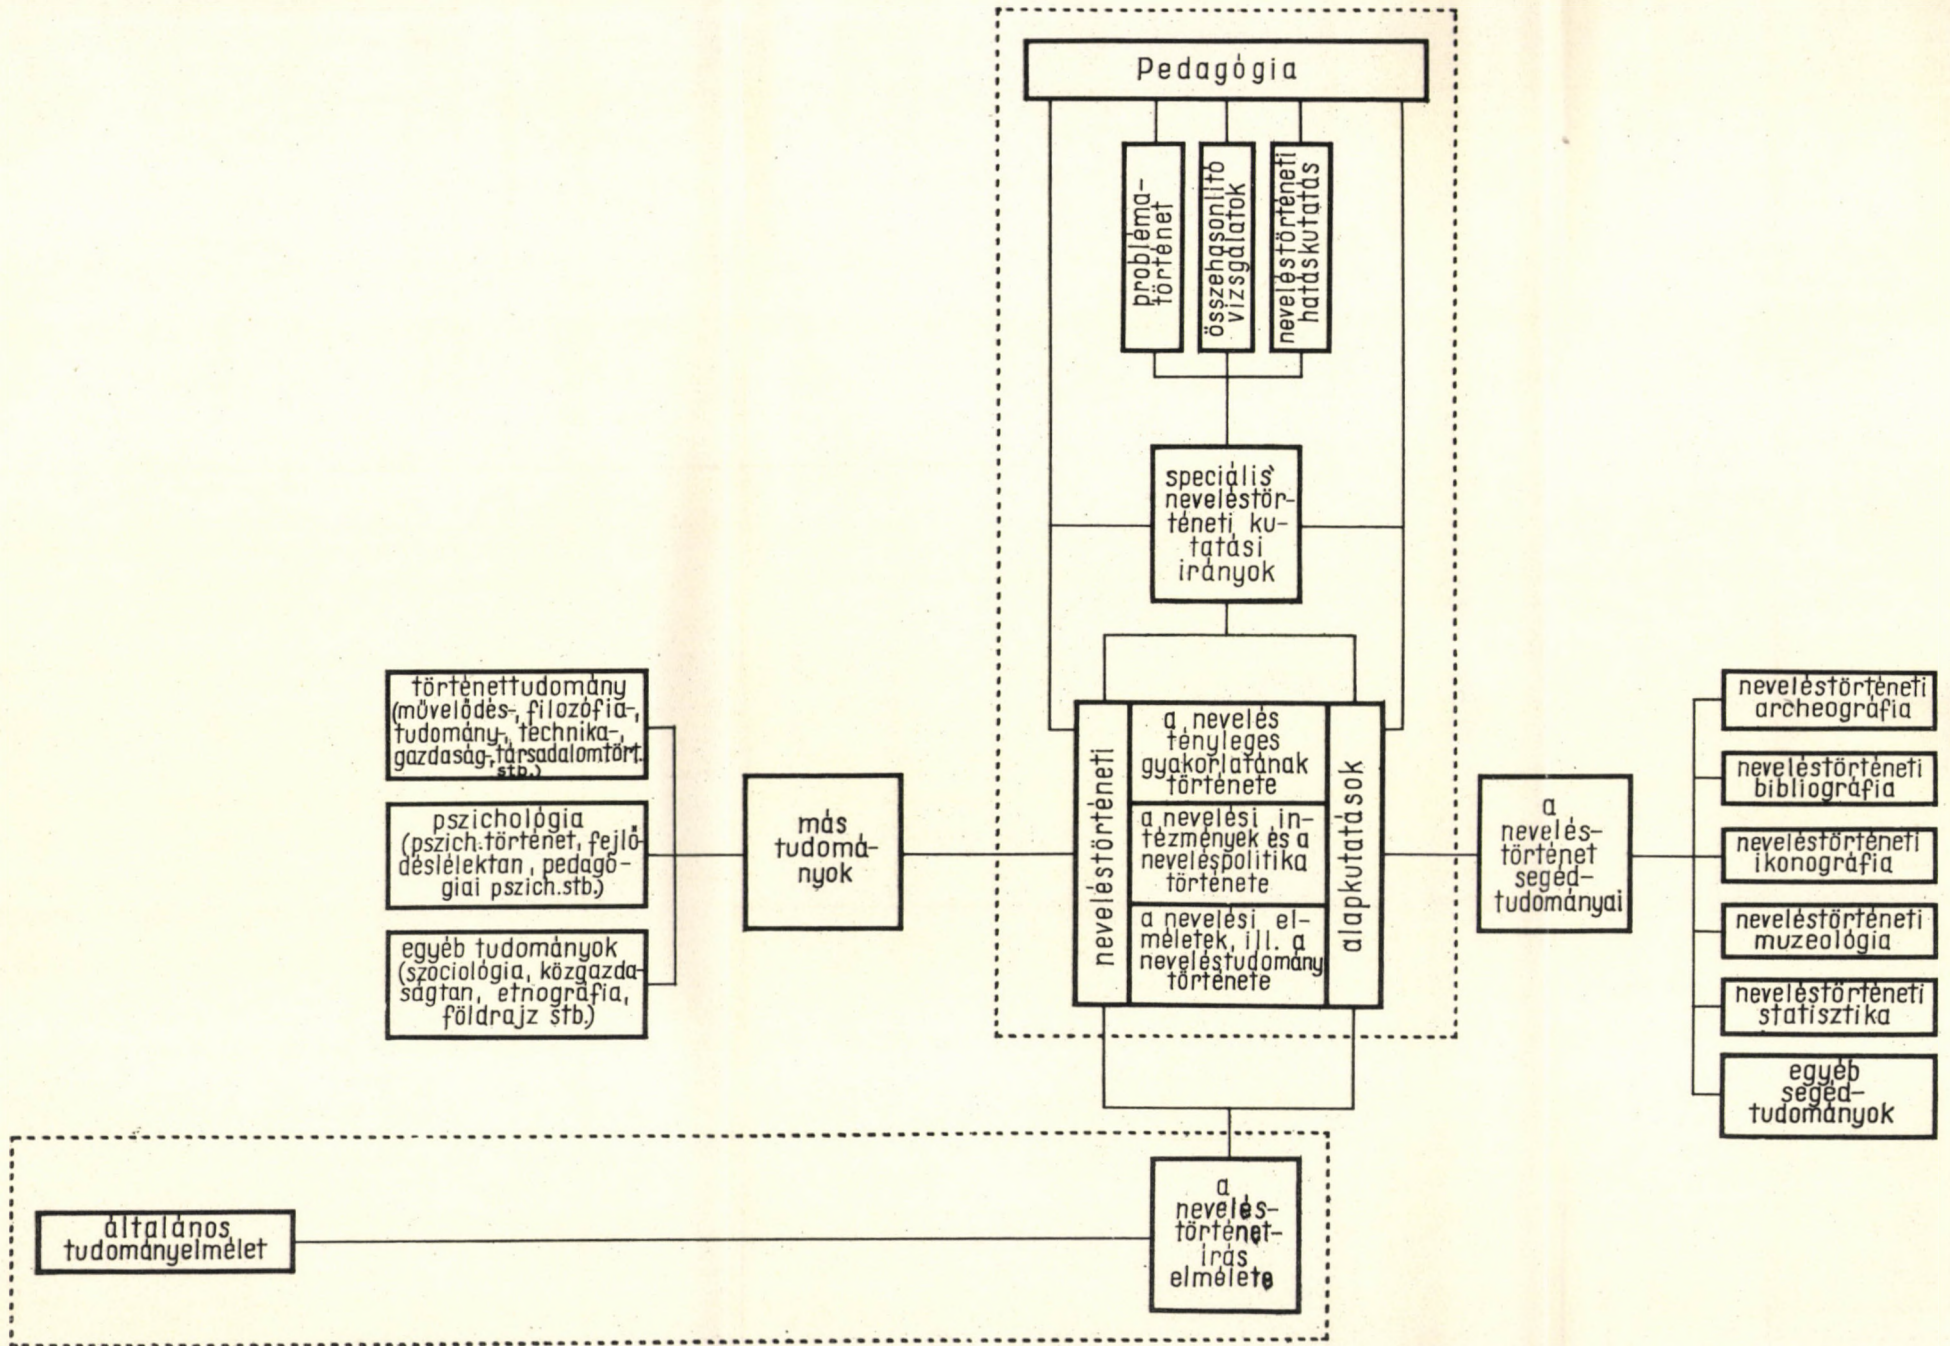 Pedagógia
probléma-
történet
összehasonlító
vizsgálatok
neveléstörténeti
hatáskutatás
speciális
neveléstör-
téneti ku-
tatási
irányok
történettudomány
(művelődés-, filozófia-,
tudomány-, technika-,
gazdaság-, társadalomtört.
stb.)
pszichológia
(pszich.történet, fejlő-
déslélektan, pedagó-
giai pszich.stb.)
egyéb tudományok
(szociológia, közgazda-
ságtan, etnográfia,
földrajz stb.)
más
tudomá-
nyok
neveléstörténeti
a nevelés
tényleges
gyakorlatának
története
a nevelési in-
tézmények és a
neveléspolitika
története
a nevelési el-
méletek, ill. a
neveléstudomány
története
alapkutatások
a
nevelés-
történet
segéd-
tudományai
neveléstörténeti
archeográfia
neveléstörténeti
bibliográfia
neveléstörténeti
ikonográfia
neveléstörténeti
muzeológia
neveléstörténeti
statisztika
egyéb
segéd-
tudományok
általános
tudományelmélet
a
nevelés-
történet-
írás
elmélete